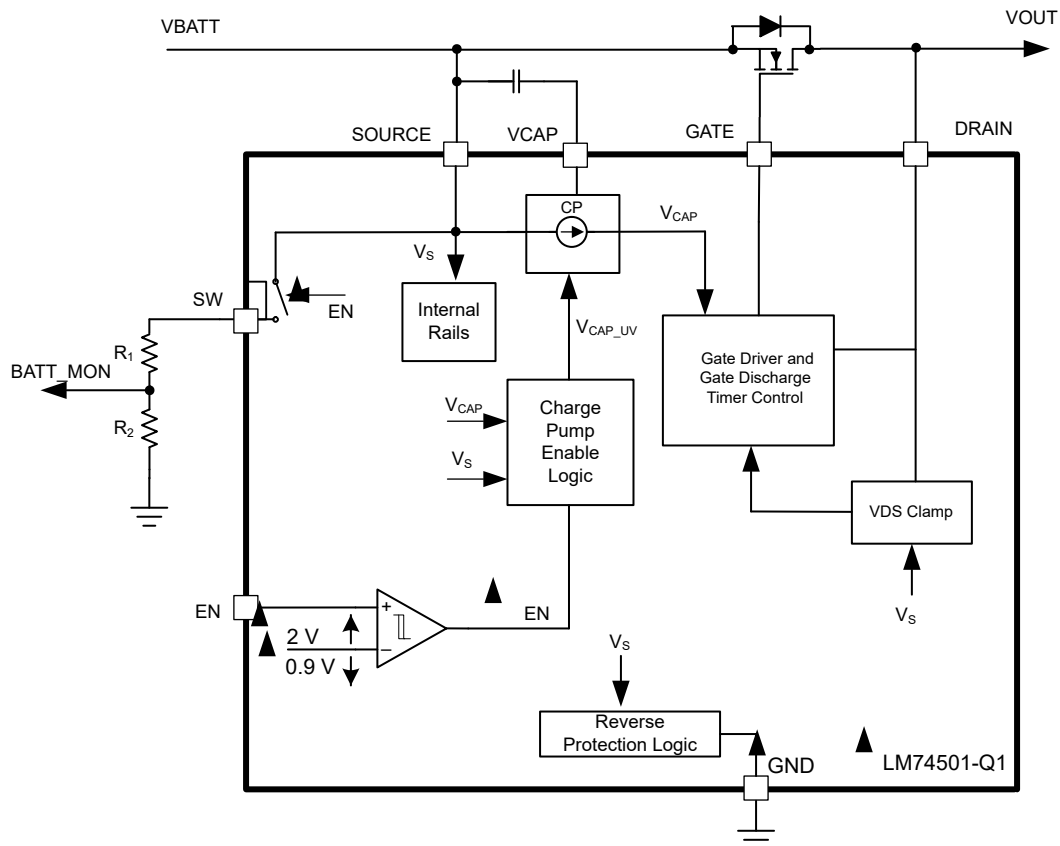 VBATT
VOUT
SOURCE
VCAP
GATE
DRAIN
CP
VCAP
VS
SW
EN
Internal
Rails
R1
VCAP_UV
BATT_MON
Gate Driver and
Gate Discharge
Timer Control
R2
VCAP
Charge
Pump
Enable
Logic
VS
VDS Clamp
EN
+
EN
VS
2 V
−
0.9 V
VS
Reverse
Protection Logic
GND
LM74501-Q1